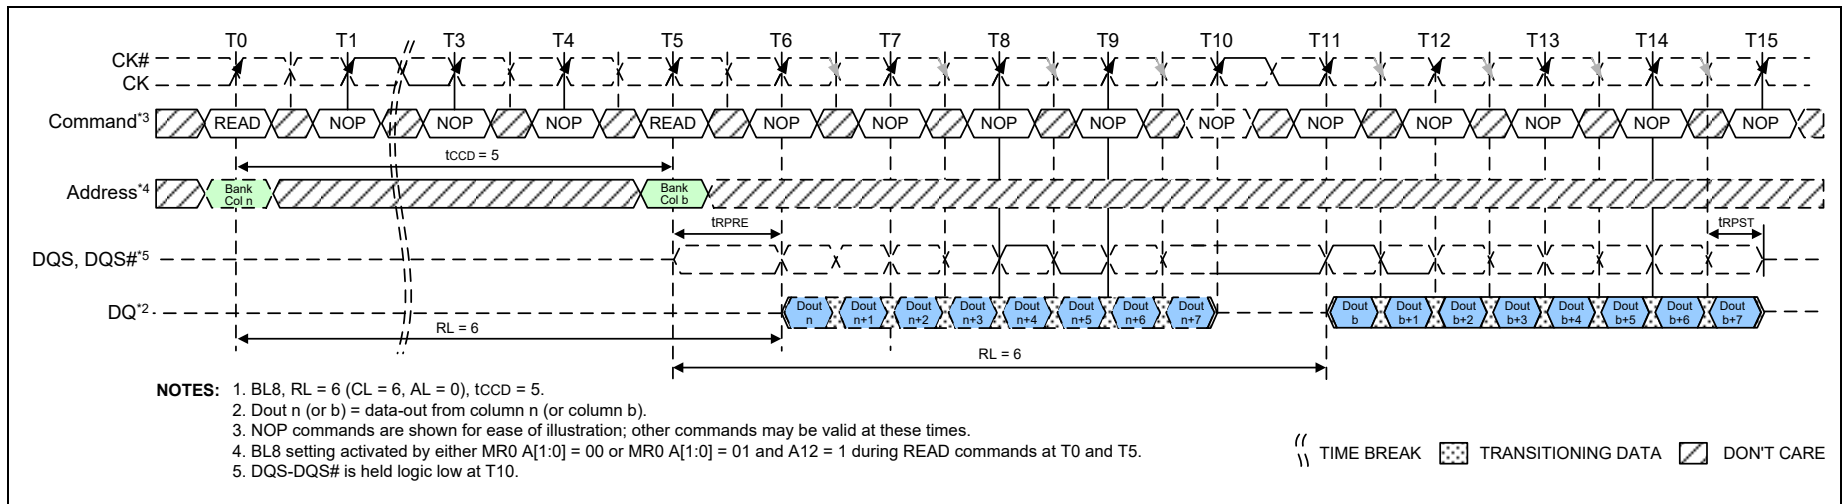 T0 T1 T3 T4 T5 T6 T7 T8 T9 T10 T11 T12 T13 T14 T15
CK#
CK
Command*3 READ NOP NOP NOP READ NOP NOP NOP NOP NOP NOP NOP NOP NOP NOP
tCCD = 5
Address*4 Bank Col n Bank Col b
tRPRE tRPST
DQS, DQS#*5
DQ*2 Dout n Dout n+1 Dout n+2 Dout n+3 Dout n+4 Dout n+5 Dout n+6 Dout n+7 Dout b Dout b+1 Dout b+2 Dout b+3 Dout b+4 Dout b+5 Dout b+6 Dout b+7
RL = 6
RL = 6
NOTES: 1. BL8, RL = 6 (CL = 6, AL = 0), tCCD = 5.
2. Dout n (or b) = data-out from column n (or column b).
3. NOP commands are shown for ease of illustration; other commands may be valid at these times.
4. BL8 setting activated by either MR0 A[1:0] = 00 or MR0 A[1:0] = 01 and A12 = 1 during READ commands at T0 and T5.
5. DQS-DQS# is held logic low at T10.
TIME BREAK TRANSITIONING DATA DON'T CARE